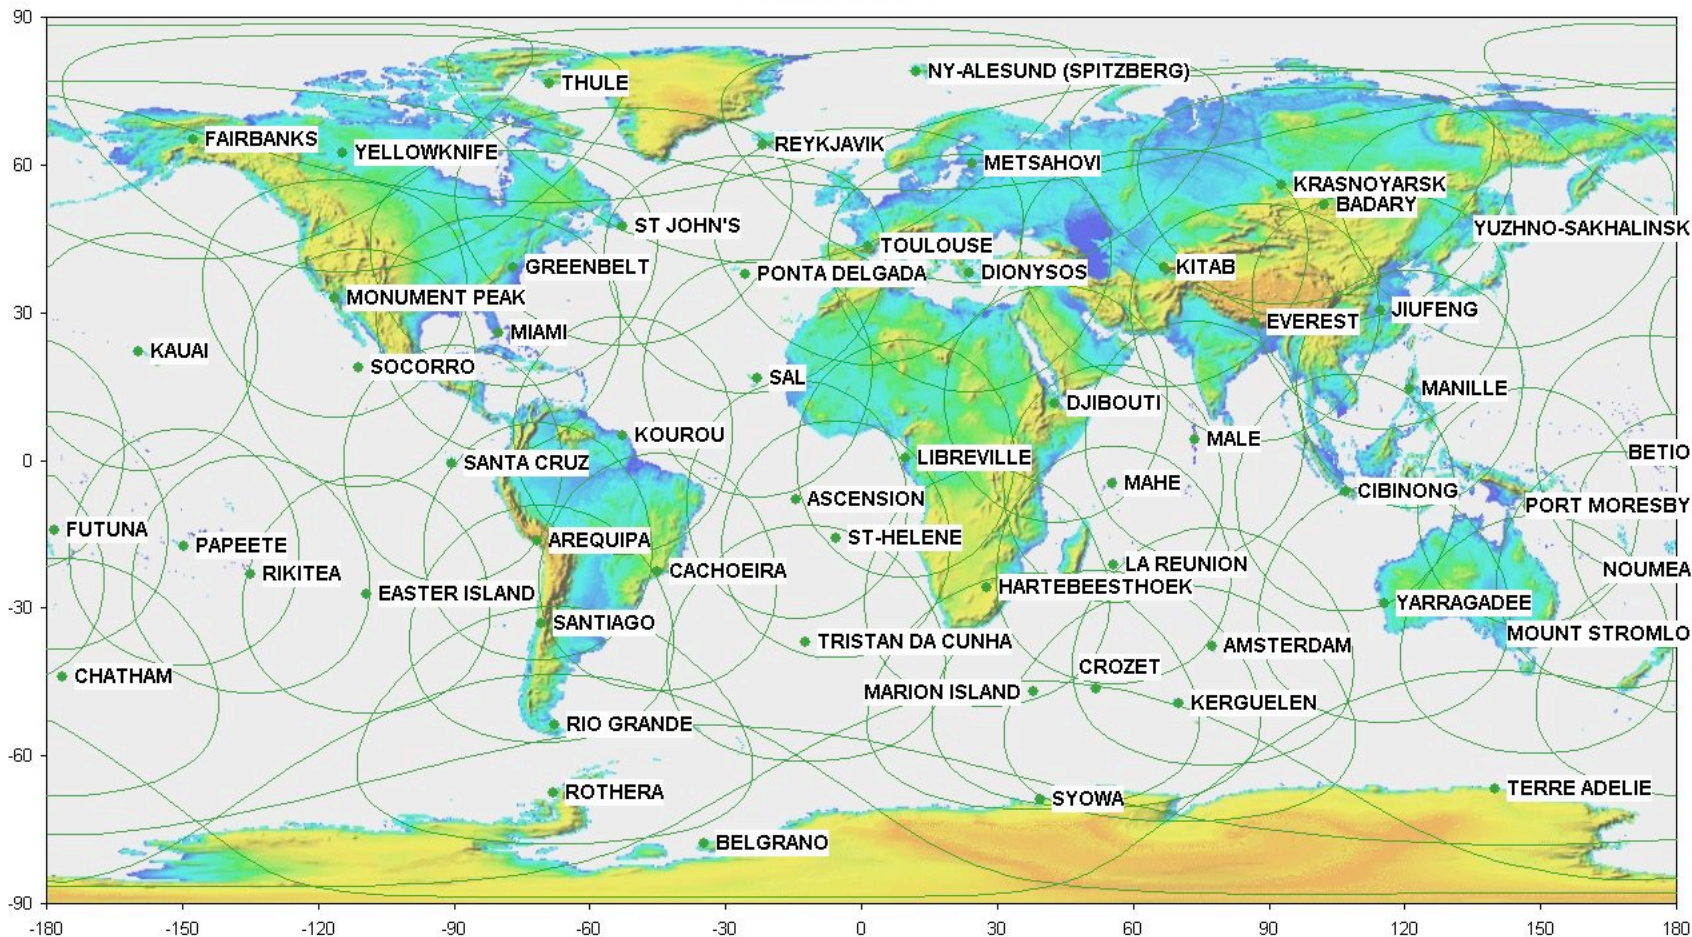 90
THULE
NY-ALESUND (SPITZBERG)
FAIRBANKS
YELLOWKNIFE
REYKJAVIK
METSAHOVI
60
KRASNOYARSK
BADARY
ST JOHN'S
YUZHNO-SAKHALINSK
TOULOUSE
GREENBELT
PONTA DELGADA
DIONYSOS
KITAB
MONUMENT PEAK
30
JIUFENG
EVEREST
MIAMI
KAUAI
SOCORRO
SAL
MANILLE
DJIBOUTI
KOUROU
MALE
BETIO
0
SANTA CRUZ
LIBREVILLE
MAHE
CIBINONG
ASCENSION
PORT MORESBY
FUTUNA
PAPEETE
AREQUIPA
ST-HELENE
RIKITEA
CACHOEIRA
LA REUNION
NOUMEA
EASTER ISLAND
HARTEBEESTHOEK
YARRAGADEE
-30
SANTIAGO
TRISTAN DA CUNHA
AMSTERDAM
MOUNT STROMLO
CHATHAM
CROZET
MARION ISLAND
KERGUELEN
RIO GRANDE
-60
ROTHERA
SYOWA
TERRE ADELIE
BELGRANO
-90
-180 -150 -120 -90 -60 -30 0 30 60 90 120 150 180